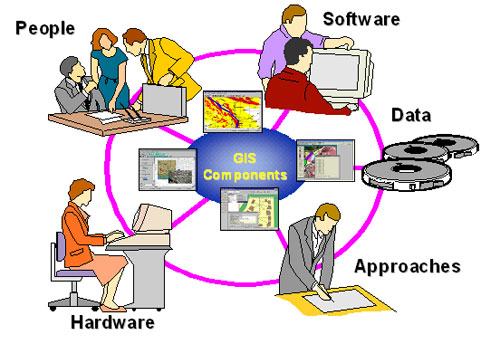 People
Software
Data
GIS
Components
Approaches
Hardware